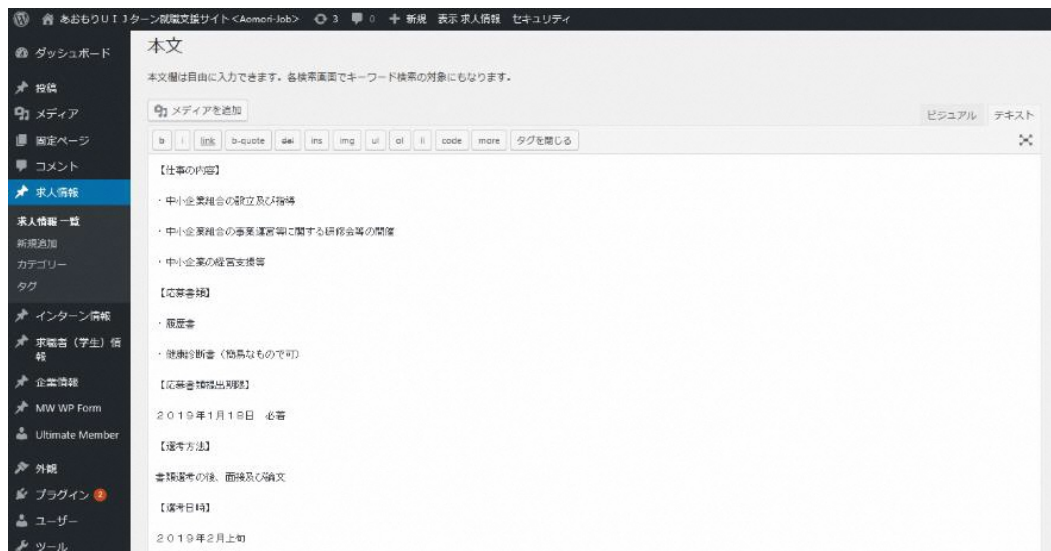 あおもりUIJターン就職支援サイト<Aomori-Job> 3 0 新規 表示 求人情報 セキュリティ
ダッシュボード
投稿
メディア
固定ページ
コメント
求人情報
求人情報 一覧
新規追加
カテゴリー
タグ
インターン情報
求職者（学生）情
報
企業情報
MW WP Form
Ultimate Member
外観
プラグイン 2
ユーザー
ツール
本文
本文欄は自由に入力できます。各検索画面でキーワード検索の対象にもなります。
メディアを追加
ビジュアル テキスト
b i link b-quote del ins img ul ol li code more タグを閉じる
【仕事の内容】
・中小企業組合の設立及び指導
・中小企業組合の事業運営等に関する研修会等の開催
・中小企業の経営支援等
【応募書類】
・履歴書
・健康診断書（簡易なもので可）
【応募書類提出期限】
２０１９年１月１８日　必着
【選考方法】
書類選考の後、面接及び論文
【選考日時】
２０１９年２月上旬